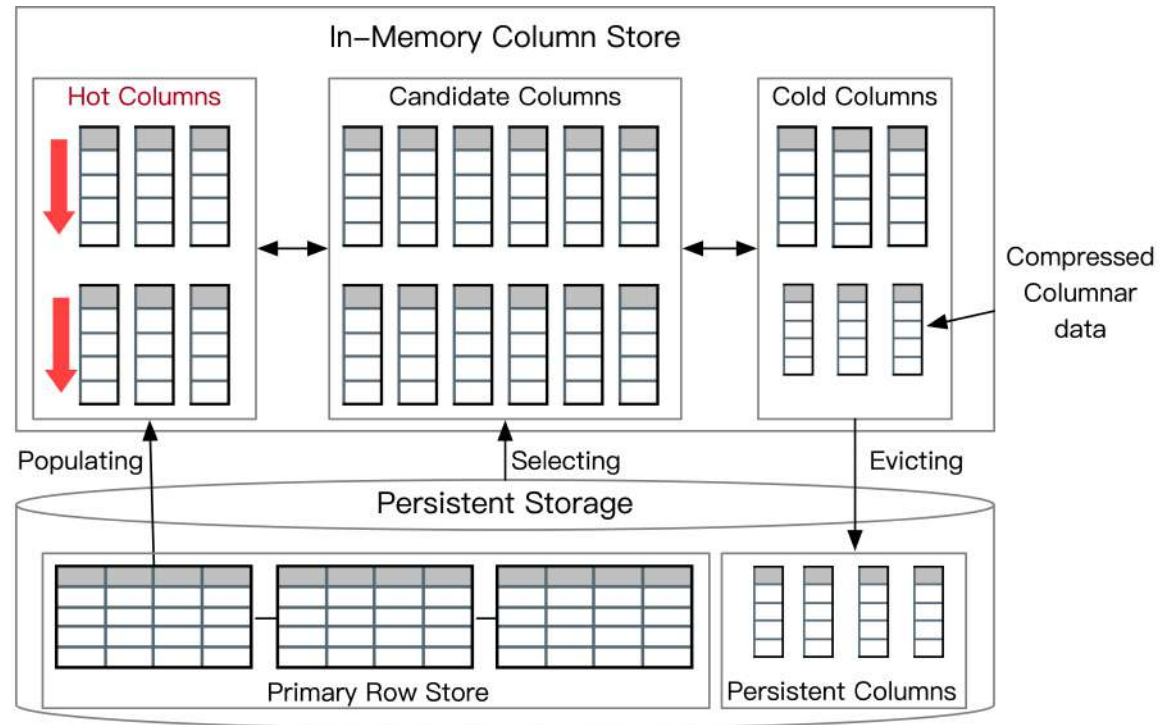 In-Memory Column Store
Hot Columns
Candidate Columns
Cold Columns
Compressed
Columnar
data
Populating
Selecting
Evicting
Persistent Storage
Primary Row Store
Persistent Columns